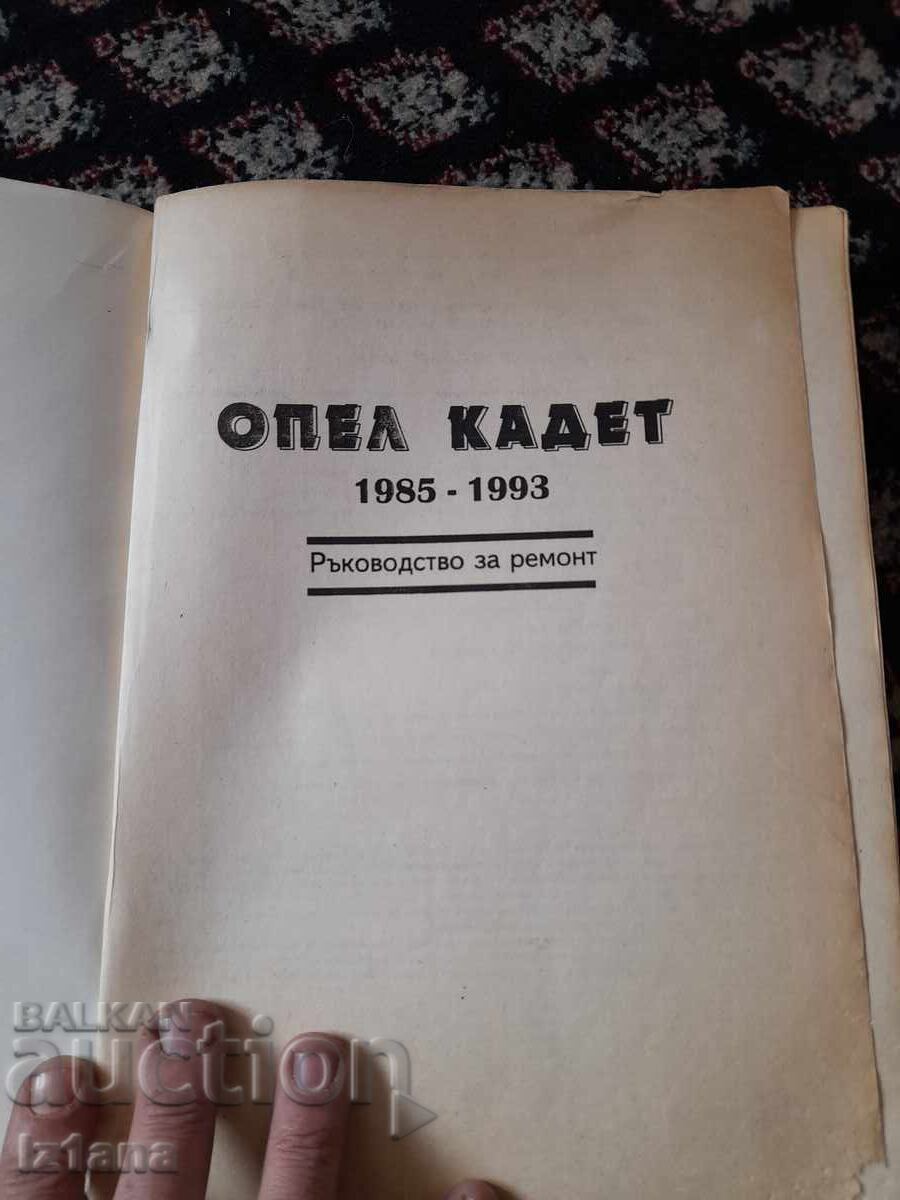 ОПЕЛ КАДЕТ
1985 - 1993
Ръководство за ремонт
BALKAN
auction
Iz1ana